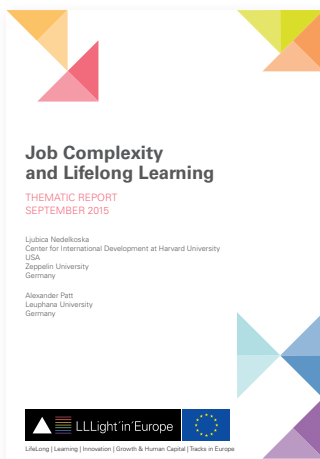 Job Complexity
and Lifelong Learning
THEMATIC REPORT
SEPTEMBER 2015
Ljubica Nedelkoska
Center for International Development at Harvard University
USA
Zeppelin University
Germany
Alexander Patt
Leuphana University
Germany
LLLight´in´Europe
LifeLong | Learning | Innovation | Growth & Human Capital | Tracks in Europe